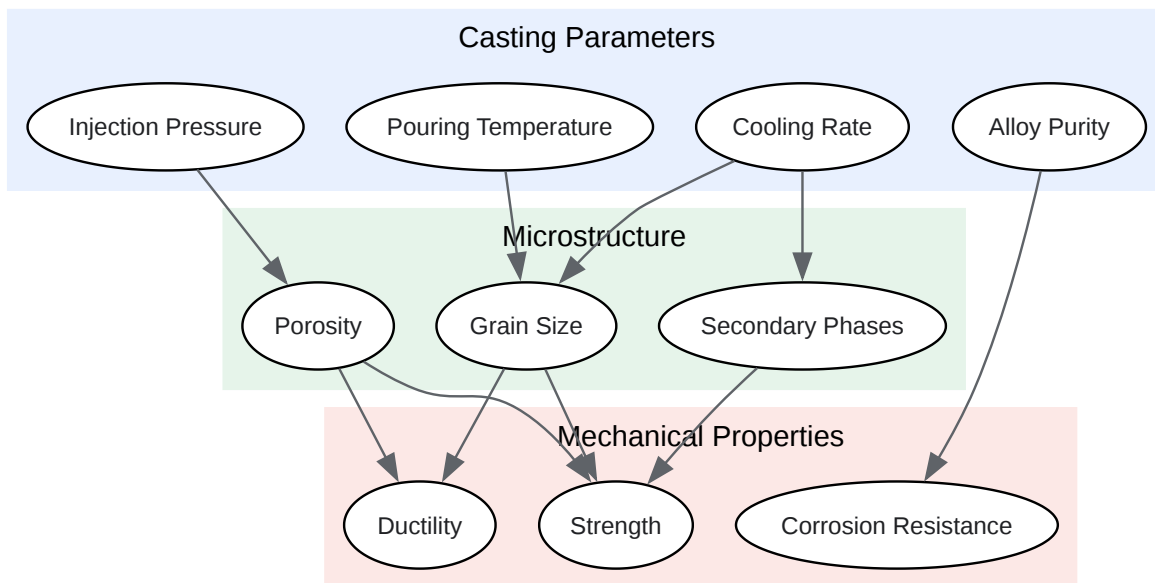 Casting Parameters
Injection Pressure
Pouring Temperature
Cooling Rate
Alloy Purity
Microstructure
Porosity
Grain Size
Secondary Phases
Mechanical Properties
Ductility
Strength
Corrosion Resistance